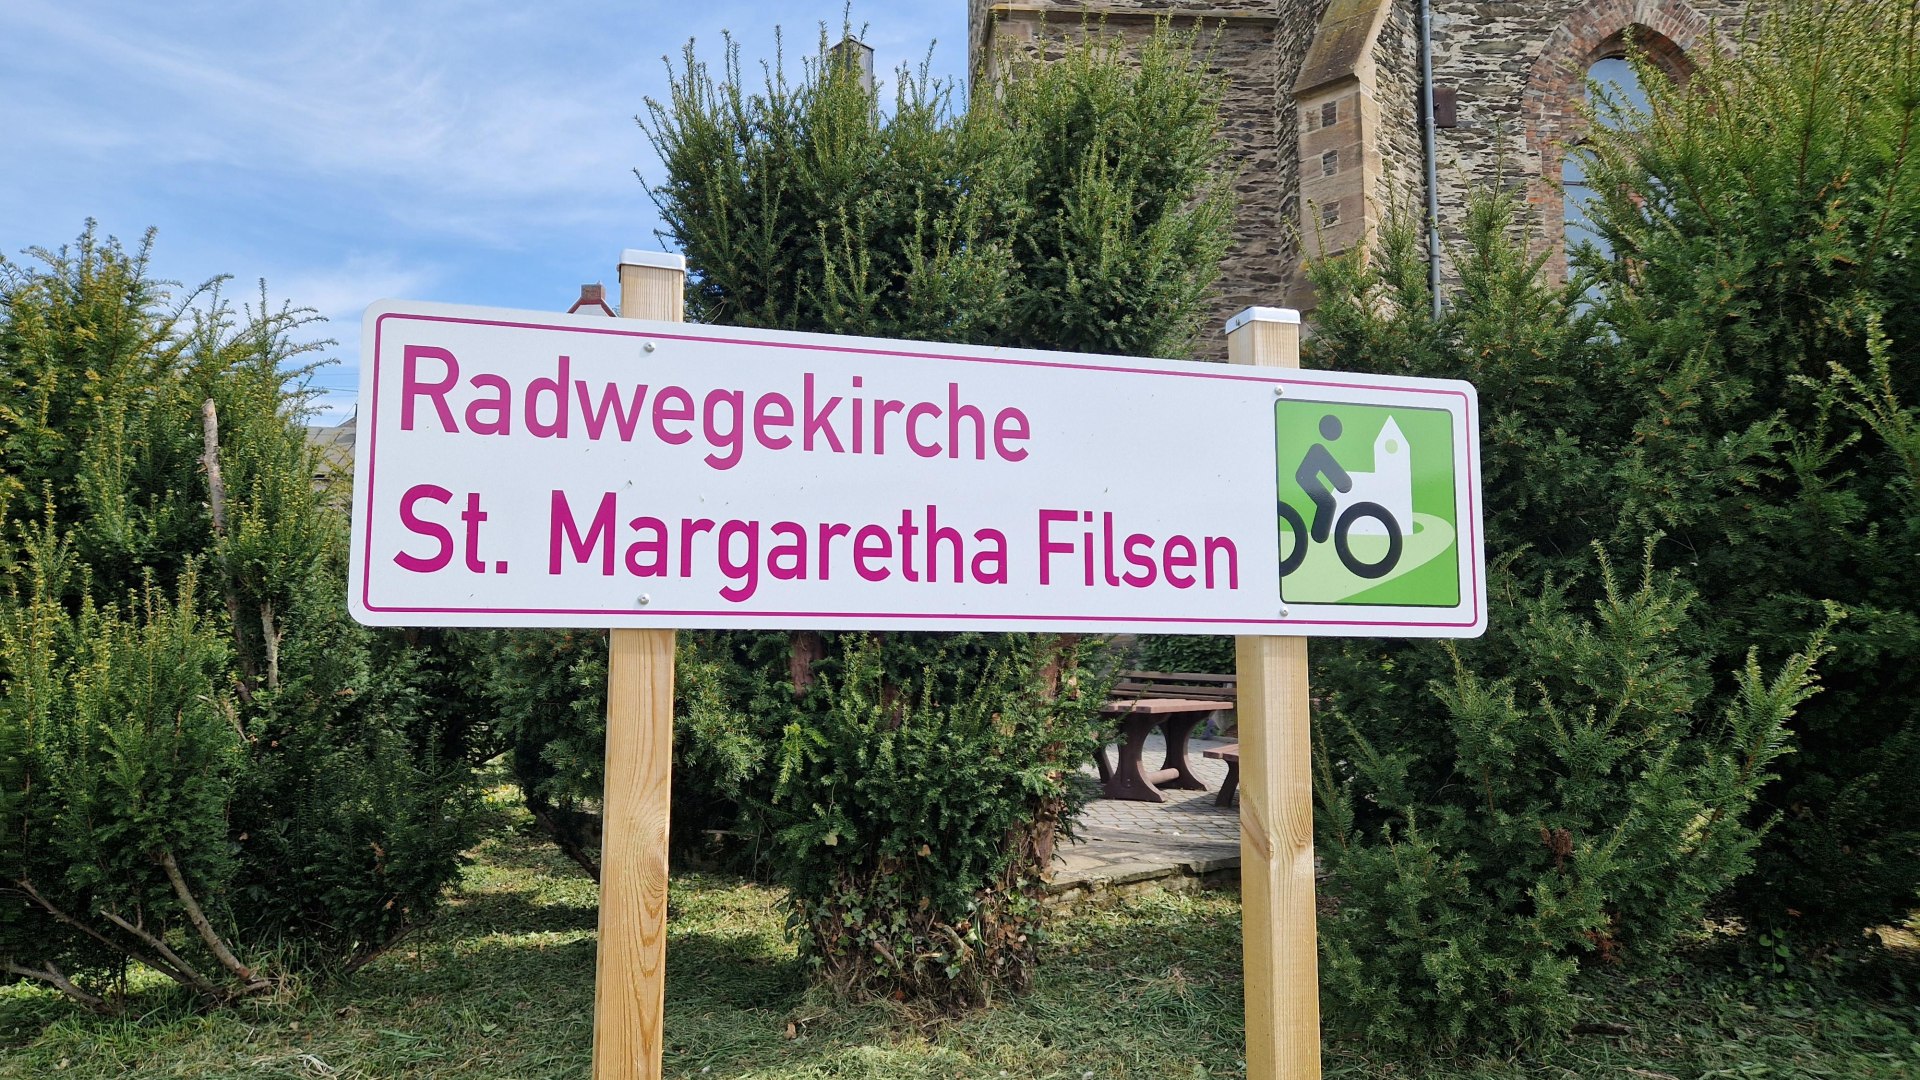 Radwegekirche
St. Margaretha Filsen